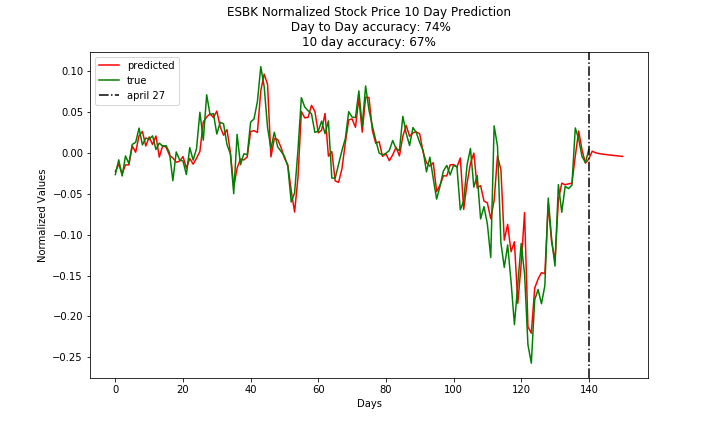 ESBK Normalized Stock Price 10 Day Prediction
Day to Day accuracy: 74%
10 day accuracy: 67%
predicted
true
april 27
0.10
0.05
0.00
−0.05
−0.10
−0.15
−0.20
−0.25
Normalized Values
0 20 40 60 80 100 120 140
Days